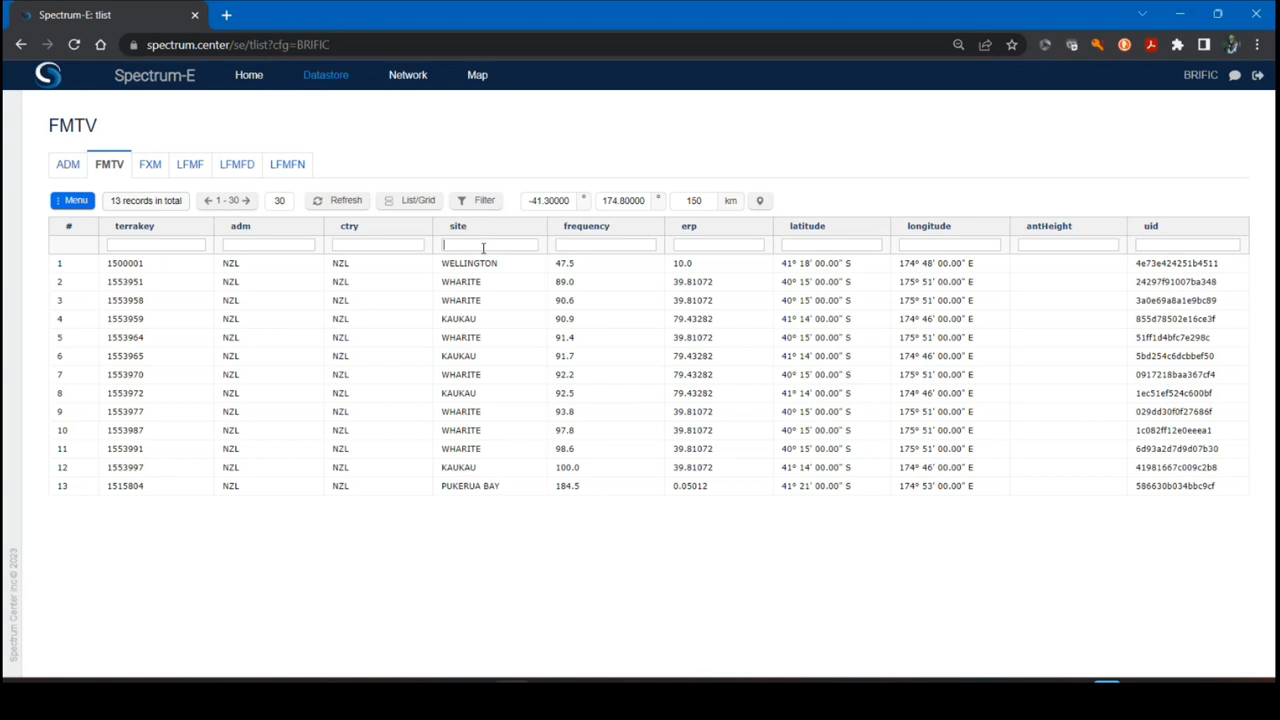 Spectrum-E: tlist
spectrum.center/se/tlist?cfg=BRIFIC
Spectrum-E Home Datastore Network Map BRIFIC
FMTV
ADM FMTV FXM LFMF LFMFD LFMFN
Menu 13 records in total 1 - 30 30 Refresh List/Grid Filter -41.30000 ° 174.80000 ° 150 km
# terrakey adm ctry site frequency erp latitude longitude antHeight uid
1 1500001 NZL NZL WELLINGTON 47.5 10.0 41° 18' 00.00" S 174° 48' 00.00" E 4e73e424251b4511
2 1553951 NZL NZL WHARITE 89.0 39.81072 40° 15' 00.00" S 175° 51' 00.00" E 24297f91007ba348
3 1553958 NZL NZL WHARITE 90.6 39.81072 40° 15' 00.00" S 175° 51' 00.00" E 3a0e69a8a1e9bc89
4 1553959 NZL NZL KAUKAU 90.9 79.43282 41° 14' 00.00" S 174° 46' 00.00" E 855d78502e16ce3f
5 1553964 NZL NZL WHARITE 91.4 39.81072 40° 15' 00.00" S 175° 51' 00.00" E 51ff1d4bfc7e298c
6 1553965 NZL NZL KAUKAU 91.7 79.43282 41° 14' 00.00" S 174° 46' 00.00" E 5bd254c6dcbbef50
7 1553970 NZL NZL WHARITE 92.2 39.81072 40° 15' 00.00" S 175° 51' 00.00" E 0917218baa367cf4
8 1553972 NZL NZL KAUKAU 92.5 79.43282 41° 14' 00.00" S 174° 46' 00.00" E 1ec51ef524c600bf
9 1553977 NZL NZL WHARITE 93.8 39.81072 40° 15' 00.00" S 175° 51' 00.00" E 029dd30f0f27686f
10 1553987 NZL NZL WHARITE 97.8 39.81072 40° 15' 00.00" S 175° 51' 00.00" E 1c082ff12e0eeea1
11 1553991 NZL NZL WHARITE 98.6 39.81072 40° 15' 00.00" S 175° 51' 00.00" E 6d93a2d7d9d07b30
12 1553997 NZL NZL KAUKAU 100.0 39.81072 41° 14' 00.00" S 174° 46' 00.00" E 41981667c009c2b8
13 1515804 NZL NZL PUKERUA BAY 184.5 0.05012 41° 21' 00.00" S 174° 53' 00.00" E 586630b034bbc9cf
Spectrum Center Inc © 2023